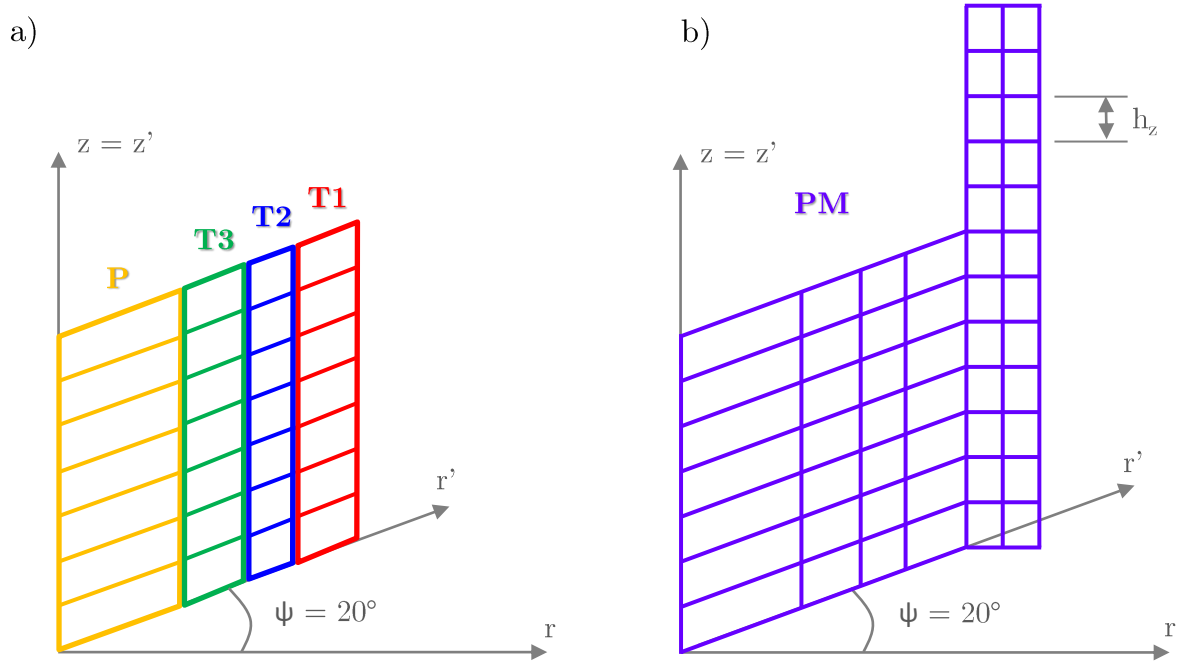 a)
z = z'
P
T3
T2
T1
r'
ψ = 20°
r
b)
z = z'
PM
h_z
r'
ψ = 20°
r